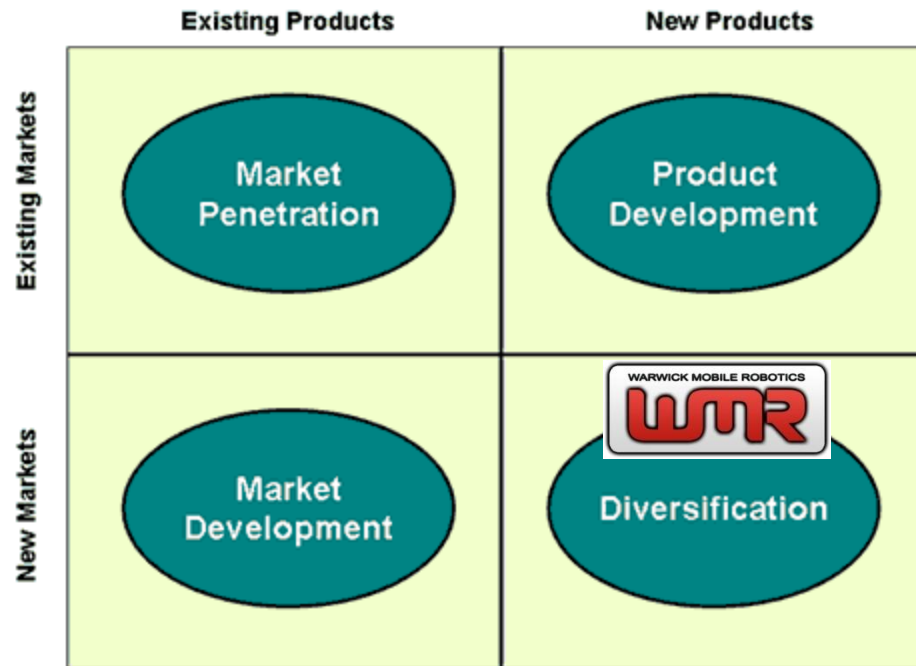 Existing Products
New Products
Existing Markets
Market
Penetration
Product
Development
New Markets
Market
Development
WARWICK MOBILE ROBOTICS
WMR
Diversification